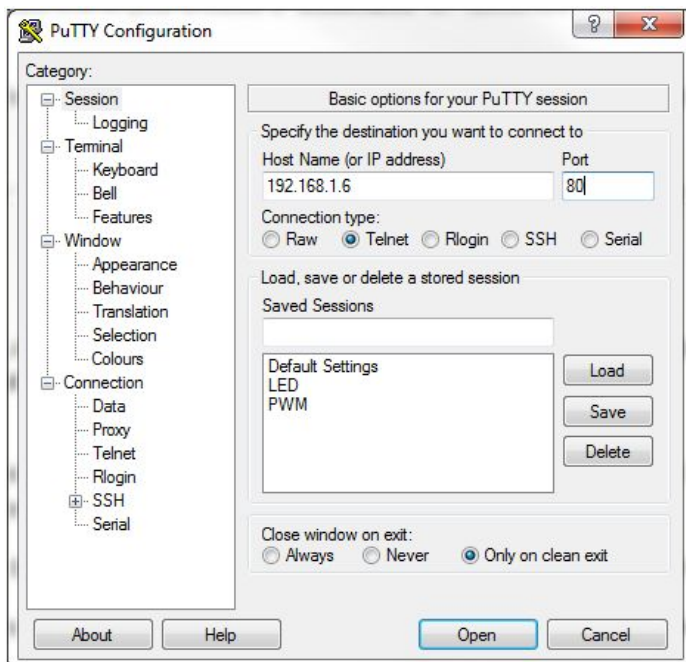 PuTTY Configuration
Category:
Session
Logging
Terminal
Keyboard
Bell
Features
Window
Appearance
Behaviour
Translation
Selection
Colours
Connection
Data
Proxy
Telnet
Rlogin
SSH
Serial
Basic options for your PuTTY session
Specify the destination you want to connect to
Host Name (or IP address) Port
192.168.1.6 80
Connection type:
Raw Telnet Rlogin SSH Serial
Load, save or delete a stored session
Saved Sessions
Default Settings
LED
PWM
Load
Save
Delete
Close window on exit:
Always Never Only on clean exit
About Help Open Cancel